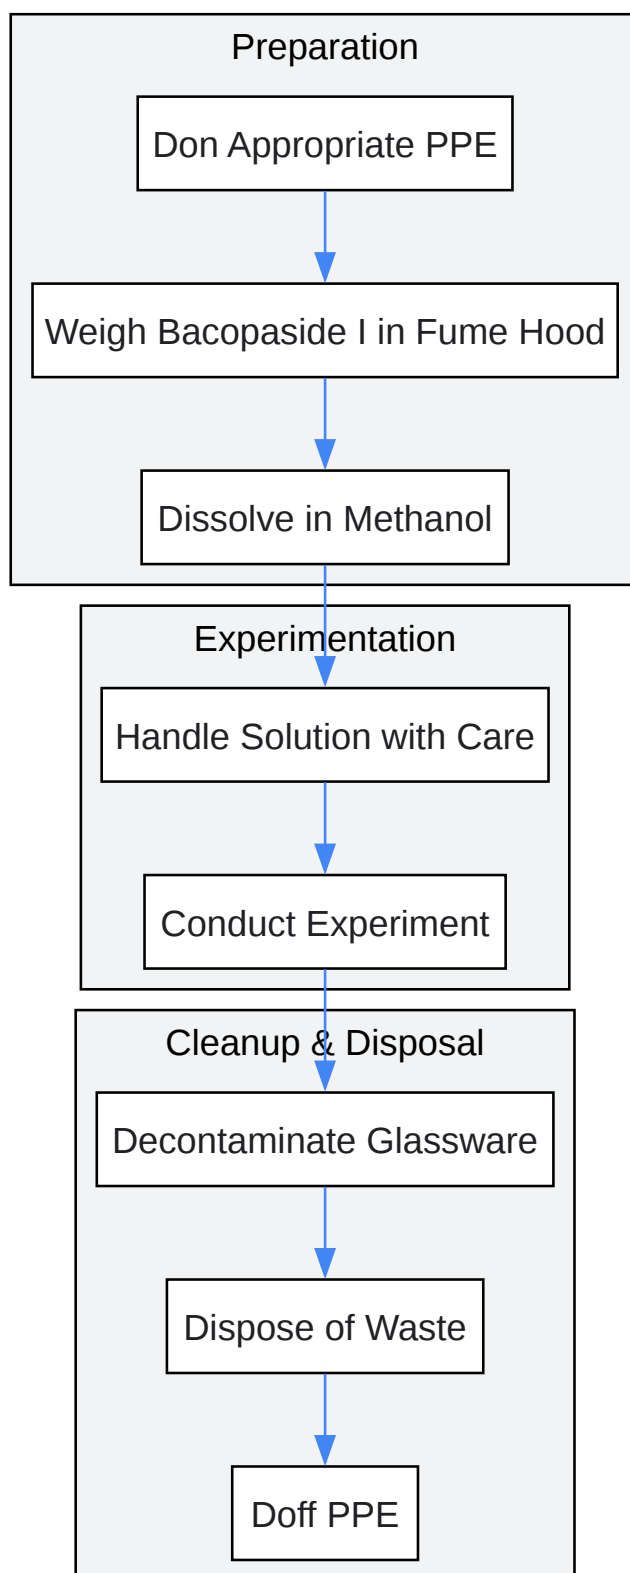 Preparation
Don Appropriate PPE
Weigh Bacopaside I in Fume Hood
Dissolve in Methanol
Experimentation
Handle Solution with Care
Conduct Experiment
Cleanup & Disposal
Decontaminate Glassware
Dispose of Waste
Doff PPE